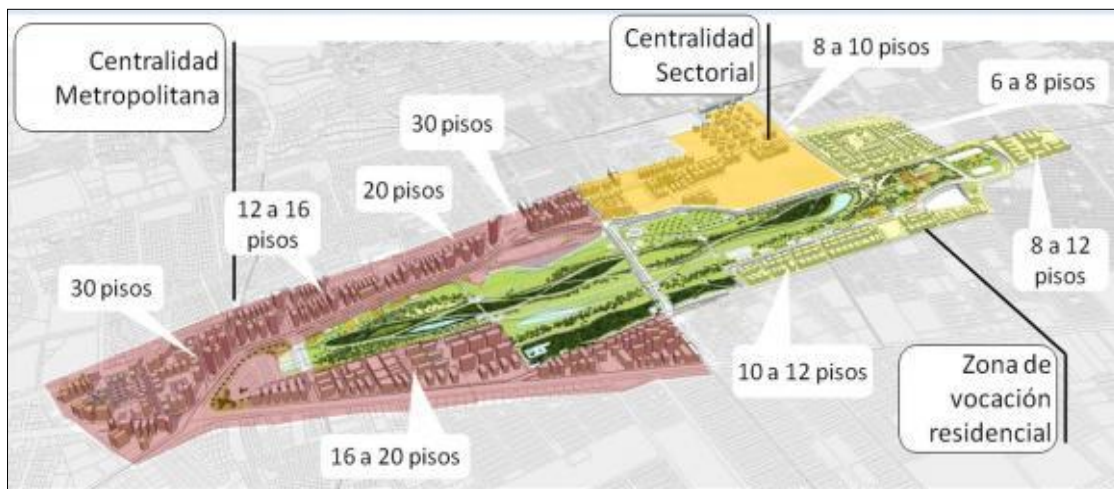 Centralidad
Metropolitana
Centralidad
Sectorial
8 a 10 pisos
6 a 8 pisos
30 pisos
20 pisos
12 a 16
pisos
30 pisos
8 a 12
pisos
10 a 12 pisos
Zona de
vocación
residencial
16 a 20 pisos